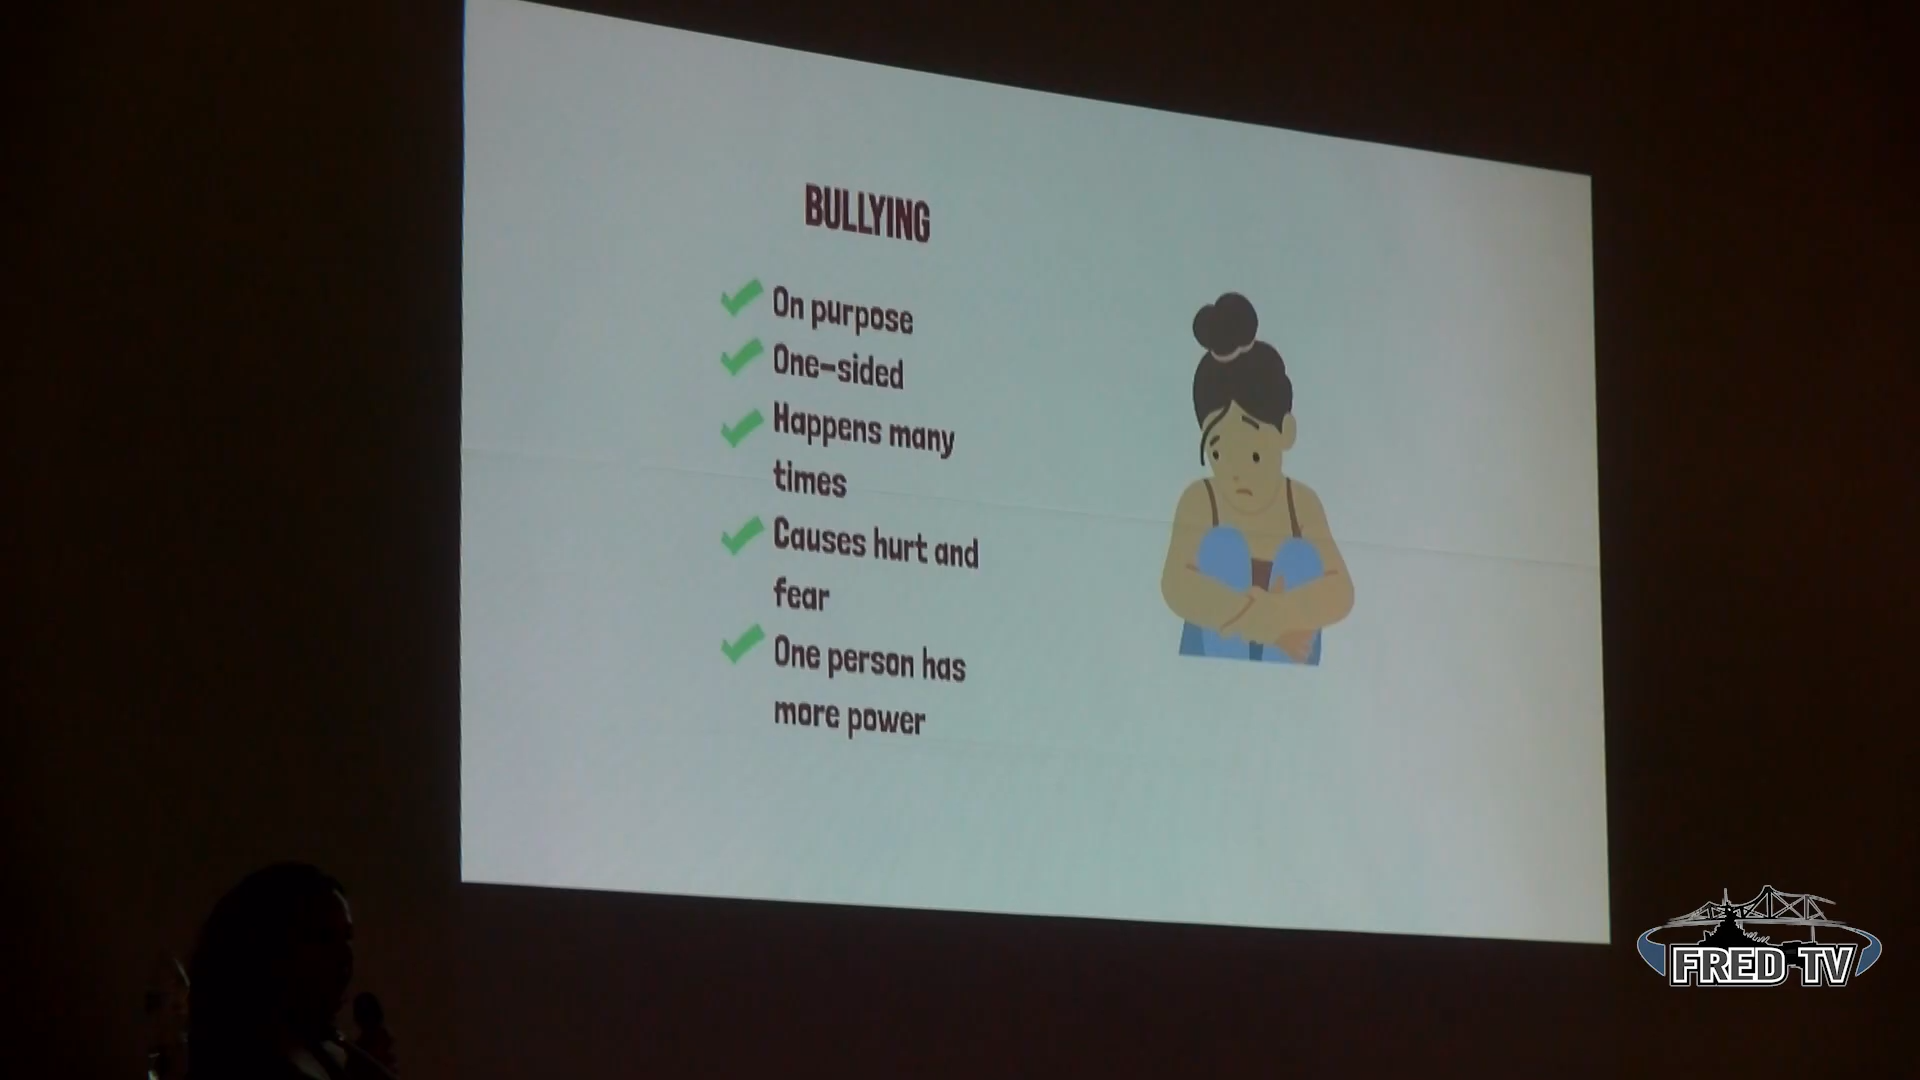 BULLYING
On purpose
One-sided
Happens many
times
Causes hurt and
fear
One person has
more power
FRED TV